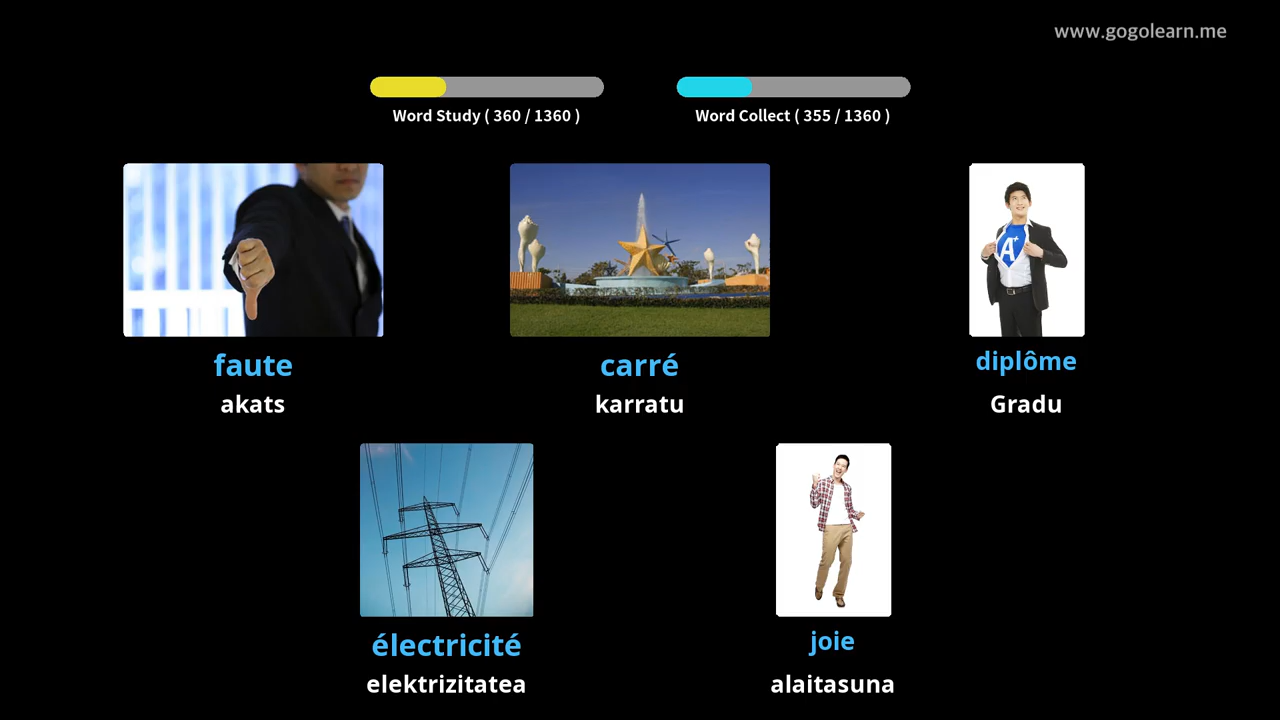 www.gogolearn.me
Word Study ( 360 / 1360 )
Word Collect ( 355 / 1360 )
A+
faute
akats
carré
karratu
diplôme
Gradu
électricité
elektrizitatea
joie
alaitasuna